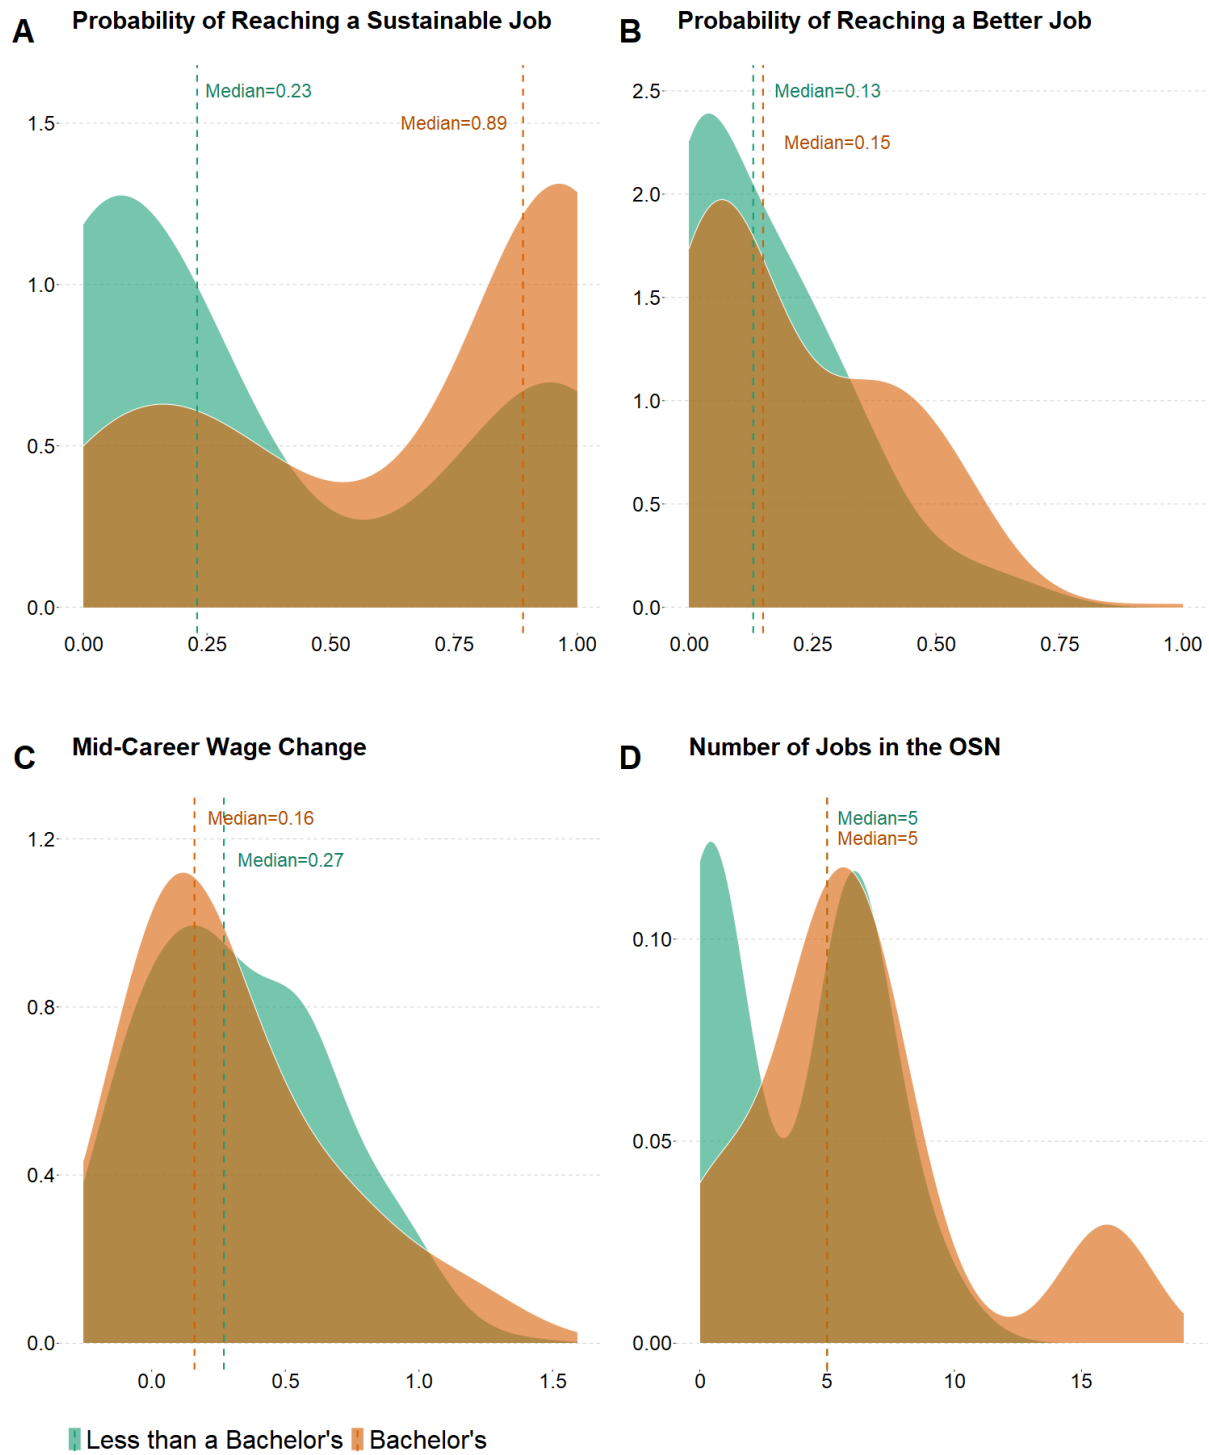 A Probability of Reaching a Sustainable Job
Median=0.23
Median=0.89
1.5
1.0
0.5
0.0
0.00 0.25 0.50 0.75 1.00
B Probability of Reaching a Better Job
2.5
Median=0.13
Median=0.15
2.0
1.5
1.0
0.5
0.0
0.00 0.25 0.50 0.75 1.00
C Mid-Career Wage Change
Median=0.16
1.2
Median=0.27
0.8
0.4
0.0
0.0 0.5 1.0 1.5
D Number of Jobs in the OSN
Median=5
Median=5
0.10
0.05
0.00
0 5 10 15
Less than a Bachelor's Bachelor's